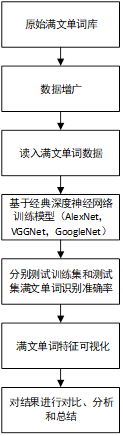 原始满文单词库
数据增广
读入满文单词数据
基于经典深度神经网络
训练模型（AlexNet，
VGGNet，GoogleNet）
分别测试训练集和测试
集满文单词识别准确率
满文单词特征可视化
对结果进行对比、分析
和总结